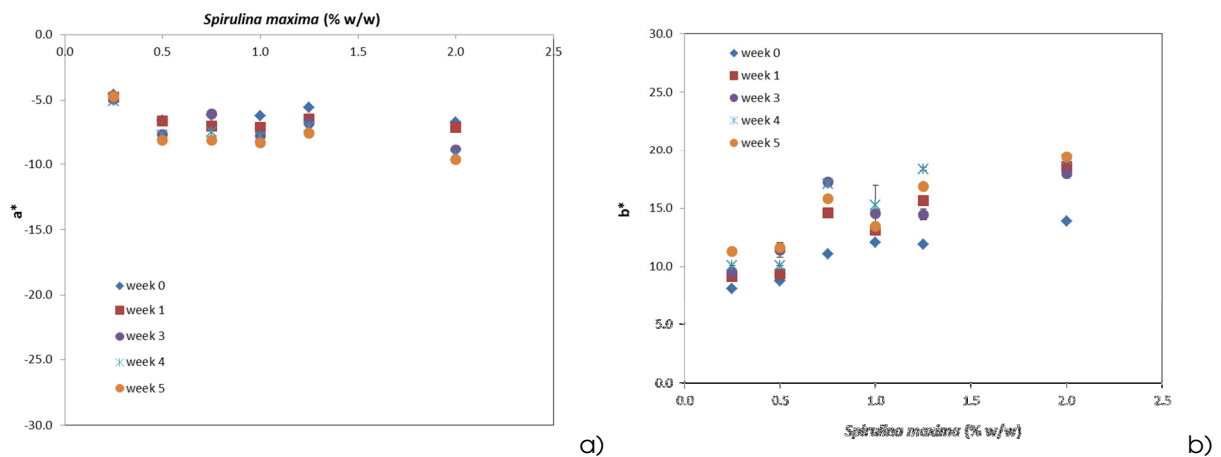 Spirulina maxima (% w/w)
0.0
0.0 0.5 1.0 1.5 2.0 2.5
-5.0
-10.0
-15.0
-20.0
-25.0
-30.0
a*
week 0
week 1
week 3
week 4
week 5
a)
30.0
25.0
20.0
15.0
10.0
5.0
0.0
b*
week 0
week 1
week 3
week 4
week 5
0.0 0.5 1.0 1.5 2.0 2.5
Spirulina maxima (% w/w)
b)